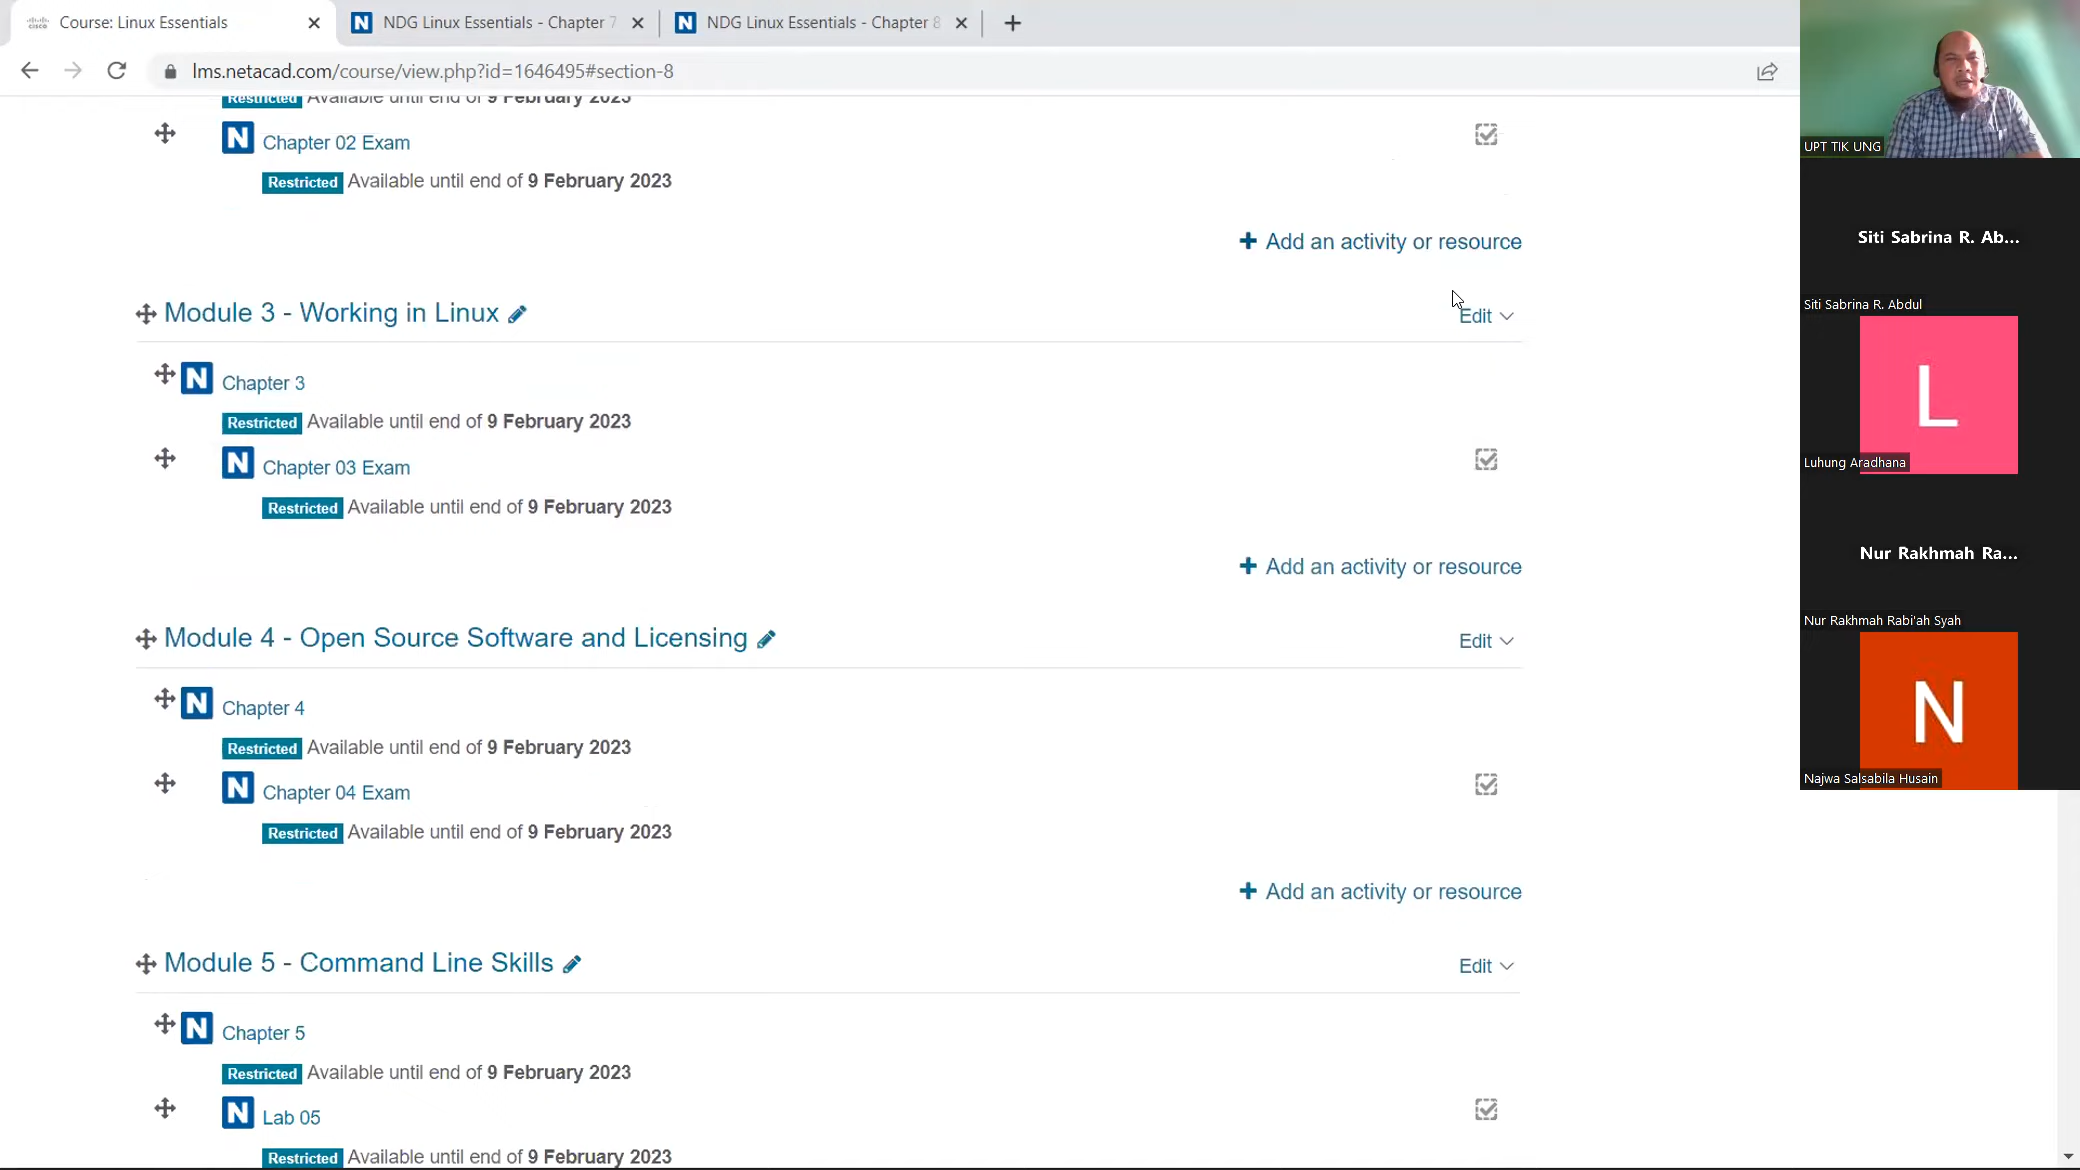 Course: Linux Essentials
NDG Linux Essentials - Chapter 7
NDG Linux Essentials - Chapter 8
lms.netacad.com/course/view.php?id=1646495#section-8
Restricted Available until end of 9 February 2023
Chapter 02 Exam
Restricted Available until end of 9 February 2023
Add an activity or resource
Module 3 - Working in Linux
Edit
Chapter 3
Restricted Available until end of 9 February 2023
Chapter 03 Exam
Restricted Available until end of 9 February 2023
Add an activity or resource
Module 4 - Open Source Software and Licensing
Edit
Chapter 4
Restricted Available until end of 9 February 2023
Chapter 04 Exam
Restricted Available until end of 9 February 2023
Add an activity or resource
Module 5 - Command Line Skills
Edit
Chapter 5
Restricted Available until end of 9 February 2023
Lab 05
Restricted Available until end of 9 February 2023
UPT TIK UNG
Siti Sabrina R. Ab...
Siti Sabrina R. Abdul
L
Luhung Aradhana
Nur Rakhmah Ra...
Nur Rakhmah Rabi'ah Syah
N
Najwa Salsabila Husain